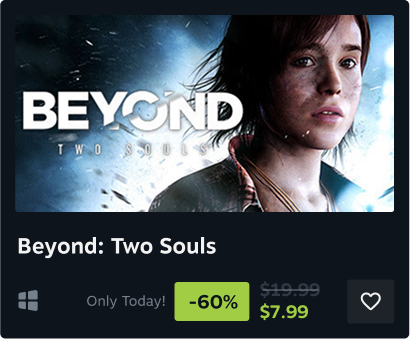 BEYOND
TWO SOULS
Beyond: Two Souls
Only Today!
-60%
$19.99
$7.99